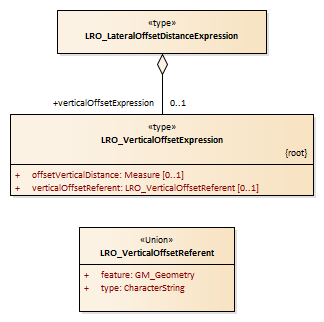 «type»
LRO_LateralOffsetDistanceExpression
+verticalOffsetExpression 0..1
«type»
LRO_VerticalOffsetExpression
{root}
+ offsetVerticalDistance: Measure [0..1]
+ verticalOffsetReferent: LRO_VerticalOffsetReferent [0..1]
«Union»
LRO_VerticalOffsetReferent
+ feature: GM_Geometry
+ type: CharacterString